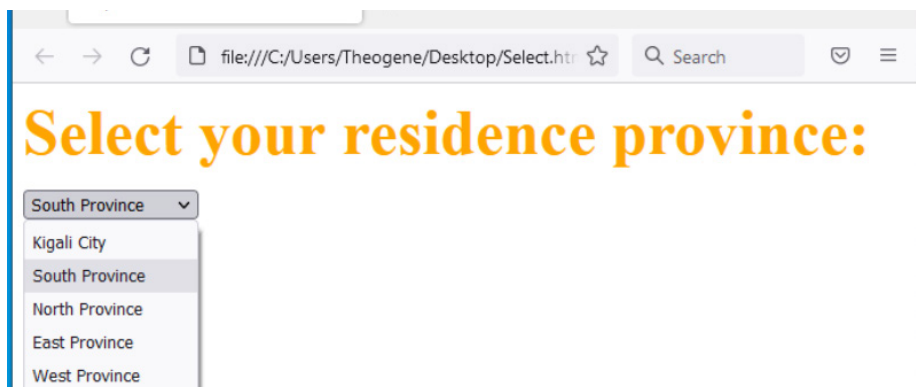 file:///C:/Users/Theogene/Desktop/Select.htm
Search
Select your residence province:
South Province
Kigali City
South Province
North Province
East Province
West Province